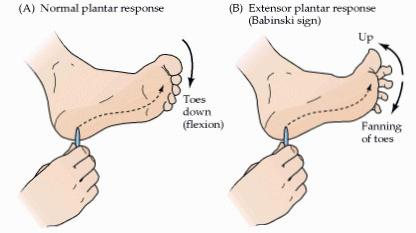 (A) Normal plantar response
Toes
down
(flexion)
(B) Extensor plantar response
(Babinski sign)
Up
Fanning
of toes